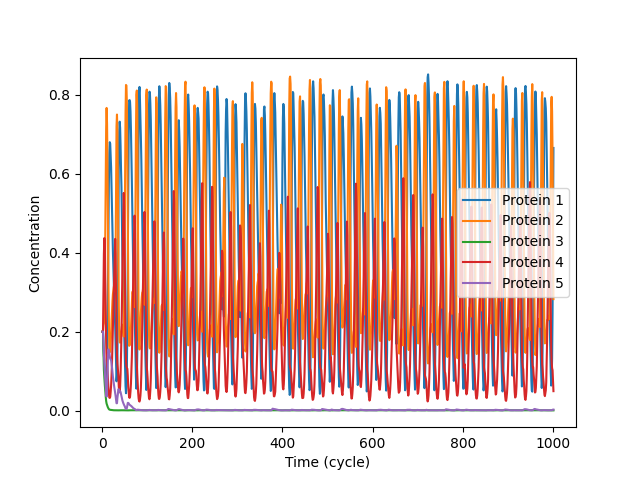 0.8
0.6
0.4
0.2
0.0
Concentration
0 200 400 600 800 1000
Time (cycle)
Protein 1
Protein 2
Protein 3
Protein 4
Protein 5